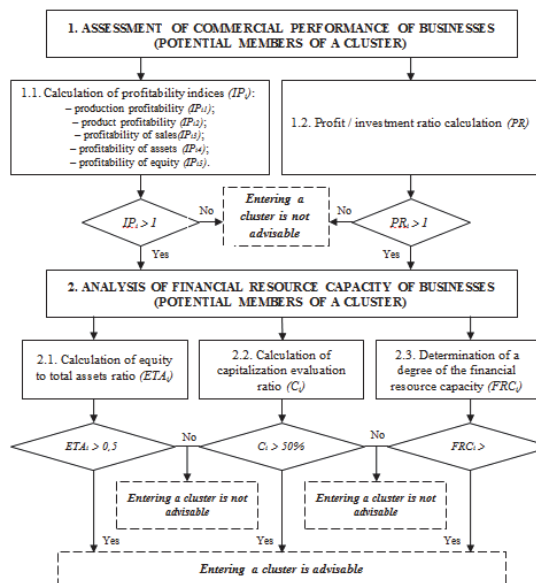 1. ASSESSMENT OF COMMERCIAL PERFORMANCE OF BUSINESSES
(POTENTIAL MEMBERS OF A CLUSTER)
1.1. Calculation of profitability indices (IPᵢ):
– production profitability (IPᵢ₁);
– product profitability (IPᵢ₂);
– profitability of sales(IPᵢ₃);
– profitability of assets (IPᵢ₄);
– profitability of equity (IPᵢ₅).
1.2. Profit / investment ratio calculation (PR)
IPᵢ > 1
No
Entering a
cluster is not
advisable
No
PRᵢ > 1
Yes
Yes
2. ANALYSIS OF FINANCIAL RESOURCE CAPACITY OF BUSINESSES
(POTENTIAL MEMBERS OF A CLUSTER)
2.1. Calculation of equity
to total assets ratio (ETAᵢ)
2.2. Calculation of
capitalization evaluation
ratio (Cᵢ)
2.3. Determination of a
degree of the financial
resource capacity (FRCᵢ)
ETAᵢ > 0,5
No
Cᵢ > 50%
No
FRCᵢ >
Entering a cluster is not
advisable
Entering a cluster is not
advisable
Yes
Yes
Yes
Entering a cluster is advisable